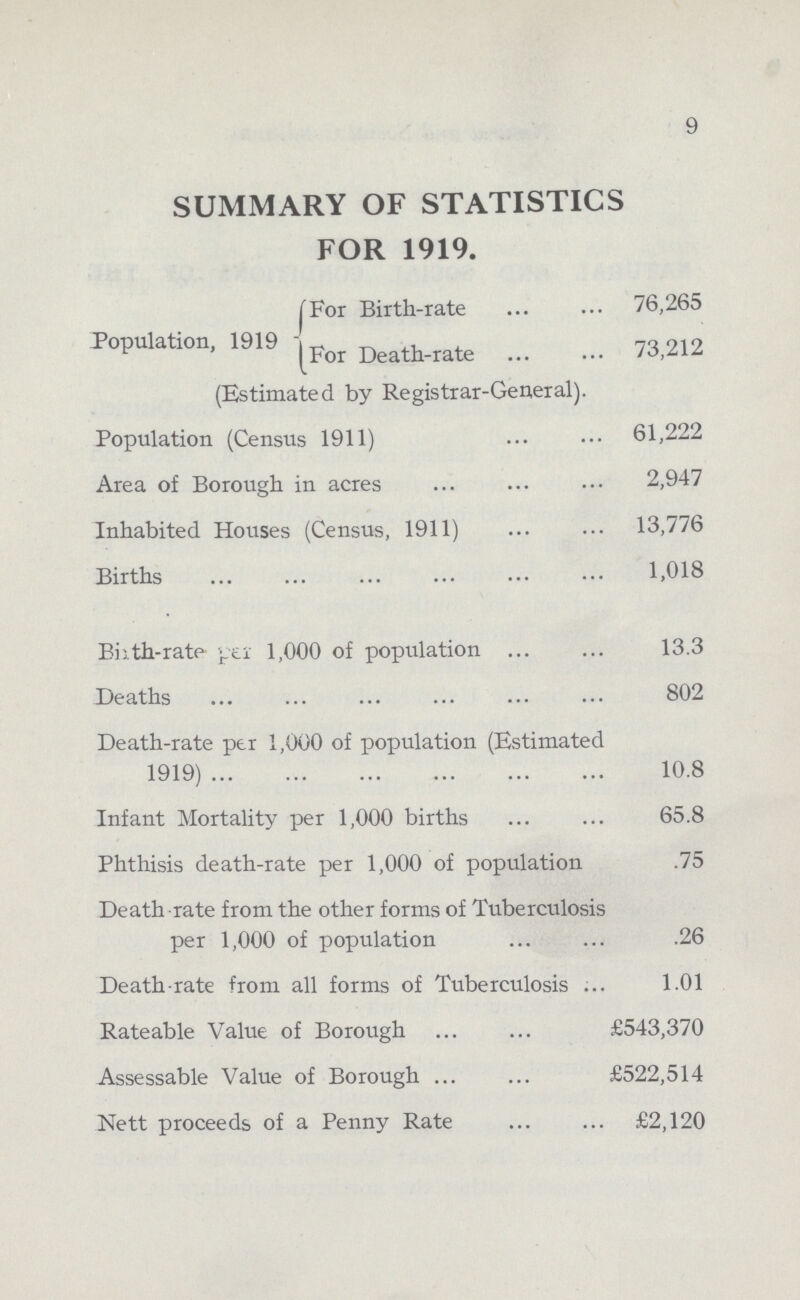 9
SUMMARY OF STATISTICS
FOR 1919.
Population, 1919 { For Birth-rate ... ... 76,265
For Death-rate ... ... 73,212
(Estimated by Registrar-General).
Population (Census 1911) ... ... 61,222
Area of Borough in acres ... ... ... 2,947
Inhabited Houses (Census, 1911) ... ... 13,776
Births ... ... ... ... ... ... 1,018
Birth-rate per 1,000 of population ... ... 13.3
Deaths ... ... ... ... ... ... 802
Death-rate per 1,000 of population (Estimated
1919) ... ... ... ... ... ... 10.8
Infant Mortality per 1,000 births ... ... 65.8
Phthisis death-rate per 1,000 of population .75
Death-rate from the other forms of Tuberculosis
per 1,000 of population ... ... .26
Death-rate from all forms of Tuberculosis ... 1.01
Rateable Value of Borough ... ... £543,370
Assessable Value of Borough ... ... £522,514
Nett proceeds of a Penny Rate ... ... £2,120